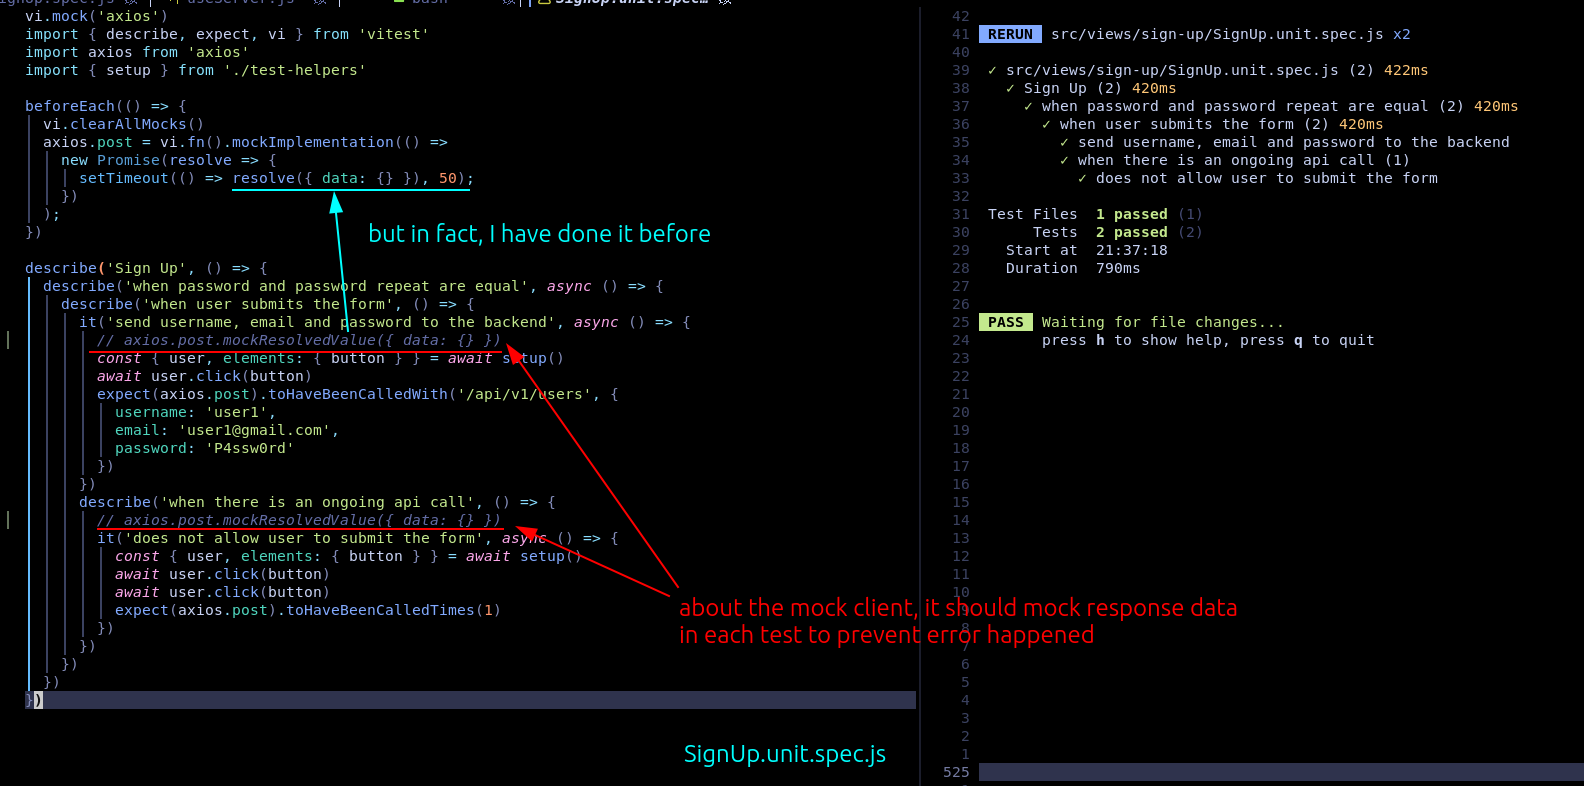 vi.mock('axios')
import { describe, expect, vi } from 'vitest'
import axios from 'axios'
import { setup } from './test-helpers'
beforeEach(() => {
vi.clearAllMocks()
axios.post = vi.fn().mockImplementation(() =>
new Promise(resolve => {
setTimeout(() => resolve({ data: {} }), 50);
})
);
})
but in fact, I have done it before
describe('Sign Up', () => {
describe('when password and password repeat are equal', async () => {
describe('when user submits the form', () => {
it('send username, email and password to the backend', async () => {
// axios.post.mockResolvedValue({ data: {} })
const { user, elements: { button } } = await setup()
await user.click(button)
expect(axios.post).toHaveBeenCalledWith('/api/v1/users', {
username: 'user1',
email: 'user1@gmail.com',
password: 'P4ssw0rd'
})
})
describe('when there is an ongoing api call', () => {
// axios.post.mockResolvedValue({ data: {} })
it('does not allow user to submit the form', async () => {
const { user, elements: { button } } = await setup()
await user.click(button)
await user.click(button)
expect(axios.post).toHaveBeenCalledTimes(1)
})
})
})
})
})
about the mock client, it should mock response data
in each test to prevent error happened
SignUp.unit.spec.js
42
41 RERUN src/views/sign-up/SignUp.unit.spec.js x2
40
39 ✓ src/views/sign-up/SignUp.unit.spec.js (2) 422ms
38 ✓ Sign Up (2) 420ms
37 ✓ when password and password repeat are equal (2) 420ms
36 ✓ when user submits the form (2) 420ms
35 ✓ send username, email and password to the backend
34 ✓ when there is an ongoing api call (1)
33 ✓ does not allow user to submit the form
32
31 Test Files 1 passed (1)
30 Tests 2 passed (2)
29 Start at 21:37:18
28 Duration 790ms
27
26
25 PASS Waiting for file changes...
24 press h to show help, press q to quit
23
22
21
20
19
18
17
16
15
14
13
12
11
10
8
7
6
5
4
3
2
1
525